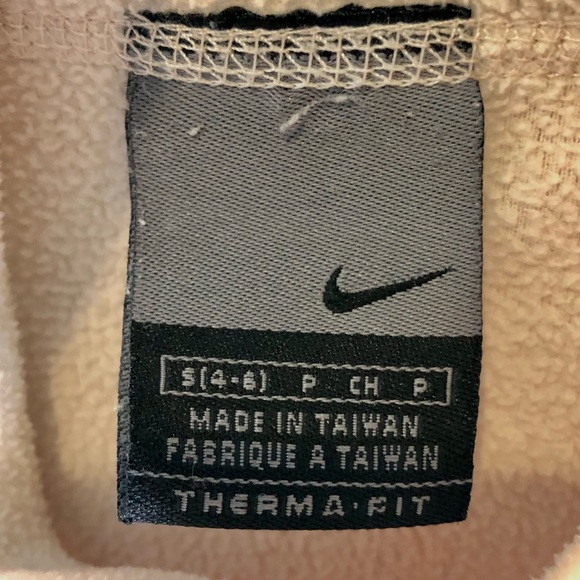 S(4-6) P CH P
MADE IN TAIWAN
FABRIQUE A TAIWAN
THERMA·FIT